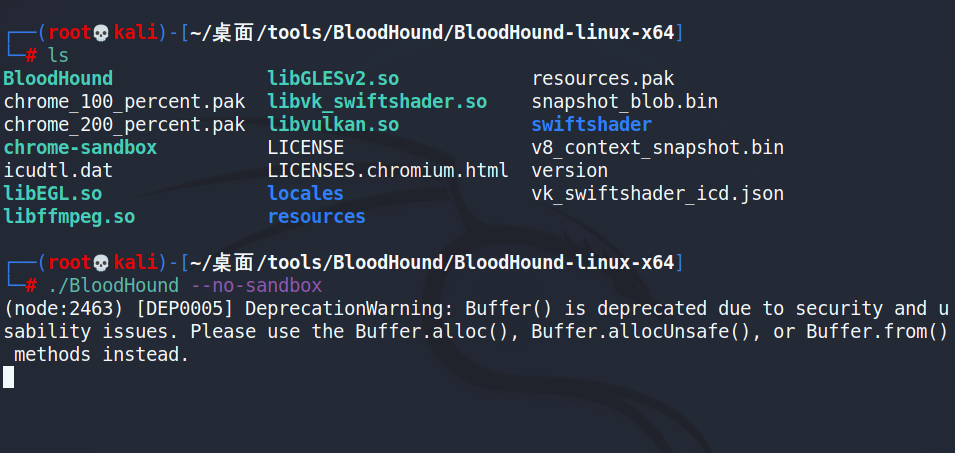 ┌──(root💀kali)-[~/桌面/tools/BloodHound/BloodHound-linux-x64]
└─# ls
BloodHound libGLESv2.so resources.pak
chrome_100_percent.pak libvk_swiftshader.so snapshot_blob.bin
chrome_200_percent.pak libvulkan.so swiftshader
chrome-sandbox LICENSE v8_context_snapshot.bin
icudtl.dat LICENSES.chromium.html version
libEGL.so locales vk_swiftshader_icd.json
libffmpeg.so resources
┌──(root💀kali)-[~/桌面/tools/BloodHound/BloodHound-linux-x64]
└─# ./BloodHound --no-sandbox
(node:2463) [DEP0005] DeprecationWarning: Buffer() is deprecated due to security and u
sability issues. Please use the Buffer.alloc(), Buffer.allocUnsafe(), or Buffer.from()
 methods instead.